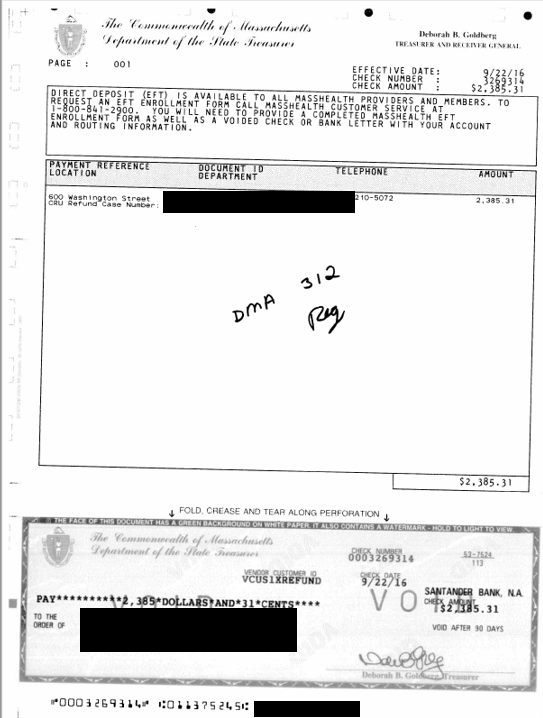 The Commonwealth of Massachusetts
Department of the State Treasurer
Deborah B. Goldberg
TREASURER AND RECEIVER GENERAL
PAGE : 001
EFFECTIVE DATE: 9/22/16
CHECK NUMBER : 3269314
CHECK AMOUNT : $2,385.31
DIRECT DEPOSIT (EFT) IS AVAILABLE TO ALL MASSHEALTH PROVIDERS AND MEMBERS. TO
REQUEST AN EFT ENROLLMENT FORM CALL MASSHEALTH CUSTOMER SERVICE AT
1-800-841-2900. YOU WILL NEED TO PROVIDE A COMPLETED MASSHEALTH EFT
ENROLLMENT FORM AS WELL AS A VOIDED CHECK OR BANK LETTER WITH YOUR ACCOUNT
AND ROUTING INFORMATION.
PAYMENT REFERENCE DOCUMENT ID TELEPHONE AMOUNT
LOCATION DEPARTMENT
600 Washington Street 210-5072 2,385.31
CRU Refund Case Number:
DMA 312
Reg
$2,385.31
↓ FOLD, CREASE AND TEAR ALONG PERFORATION ↓
THE FACE OF THIS DOCUMENT HAS A GREEN BACKGROUND ON WHITE PAPER. IT ALSO CONTAINS A WATERMARK - HOLD TO LIGHT TO VIEW.
The Commonwealth of Massachusetts
Department of the State Treasurer
CHECK NUMBER
0003269314
53-7524
113
VENDOR CUSTOMER ID
VCUS1XREFUND
CHECK DATE
9/22/16
SANTANDER BANK, N.A.
PAY**********2,385*DOLLARS*AND*31*CENTS****
VOID
CHECK AMOUNT
$2,385.31
TO THE
ORDER OF
VOID AFTER 90 DAYS
Deborah B. Goldberg, Treasurer
⑈0003269314⑈ ⑆011375245⑆